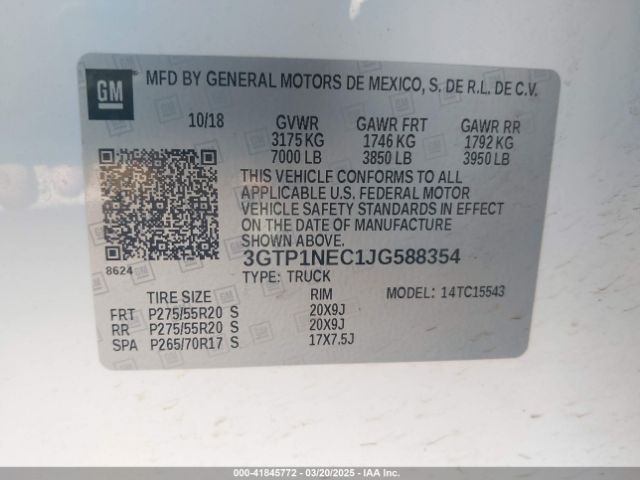 GM MFD BY GENERAL MOTORS DE MEXICO, S. DE R.L. DE C.V.
10/18 GVWR GAWR FRT GAWR RR
3175 KG 1746 KG 1792 KG
7000 LB 3850 LB 3950 LB
THIS VEHICLE CONFORMS TO ALL
APPLICABLE U.S. FEDERAL MOTOR
VEHICLE SAFETY STANDARDS IN EFFECT
ON THE DATE OF MANUFACTURE
SHOWN ABOVE.
3GTP1NEC1JG588354
8624
TYPE: TRUCK
TIRE SIZE RIM MODEL: 14TC15543
FRT P275/55R20 S 20X9J
RR P275/55R20 S 20X9J
SPA P265/70R17 S 17X7.5J
000-41845772 — 03/20/2025 — IAA Inc.